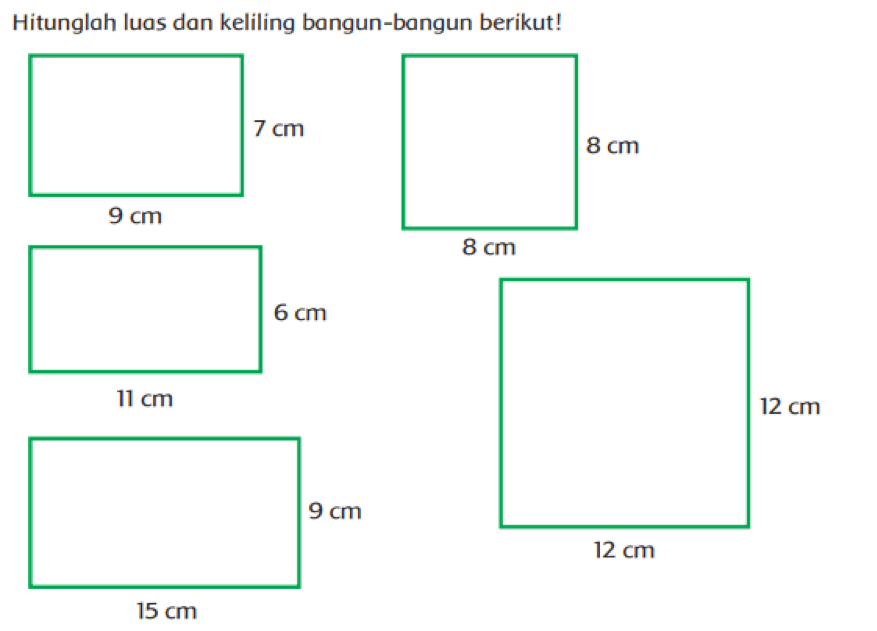 Hitunglah luas dan keliling bangun-bangun berikut!
7 cm
9 cm
8 cm
8 cm
6 cm
11 cm
12 cm
12 cm
9 cm
15 cm